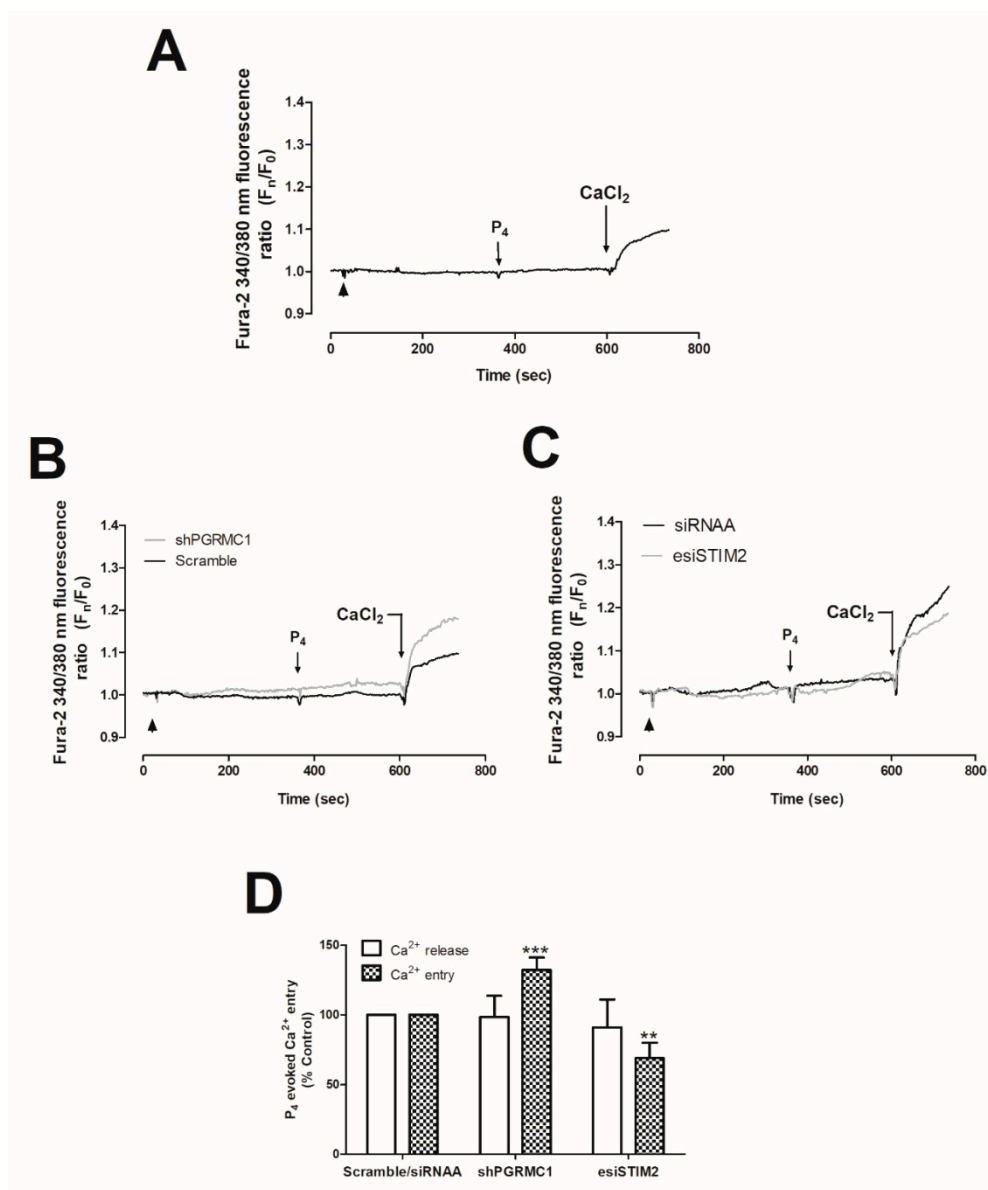 A
Fura-2 340/380 nm fluorescence
ratio (Fn/F0)
1.4
1.3
1.2
1.1
1.0
0.9
P4
CaCl2
0
200
400
600
800
Time (sec)
B
Fura-2 340/380 nm fluorescence
ratio (Fn/F0)
1.4
1.3
1.2
1.1
1.0
0.9
shPGRMC1
Scramble
P4
CaCl2
0
200
400
600
800
Time (sec)
C
Fura-2 340/380 nm fluorescence
ratio (Fn/F0)
1.4
1.3
1.2
1.1
1.0
0.9
siRNAA
esiSTIM2
P4
CaCl2
0
200
400
600
800
Time (sec)
D
P4 evoked Ca2+ entry
(% Control)
150
100
50
0
Ca2+ release
Ca2+ entry
***
**
Scramble/siRNAA
shPGRMC1
esiSTIM2